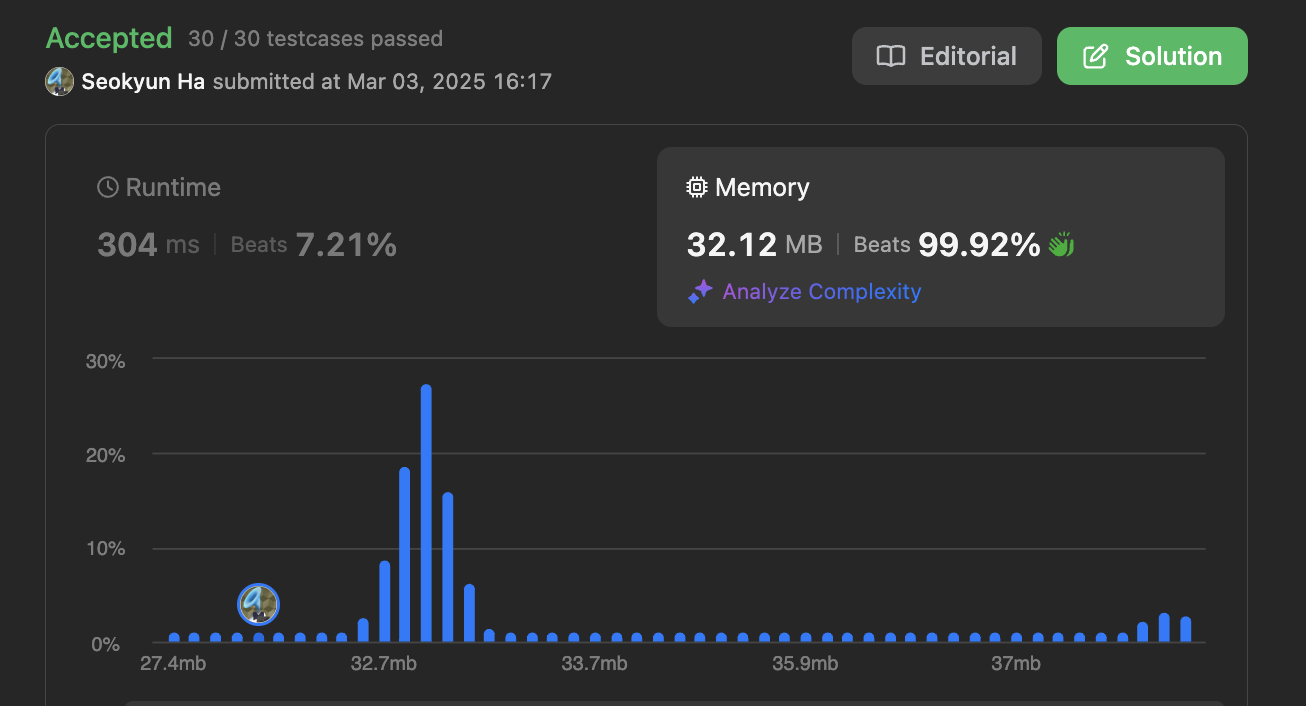 Accepted 30 / 30 testcases passed
Seokyun Ha submitted at Mar 03, 2025 16:17
Editorial
Solution
Runtime
304 ms | Beats 7.21%
Memory
32.12 MB | Beats 99.92%
Analyze Complexity
30%
20%
10%
0%
27.4mb 32.7mb 33.7mb 35.9mb 37mb